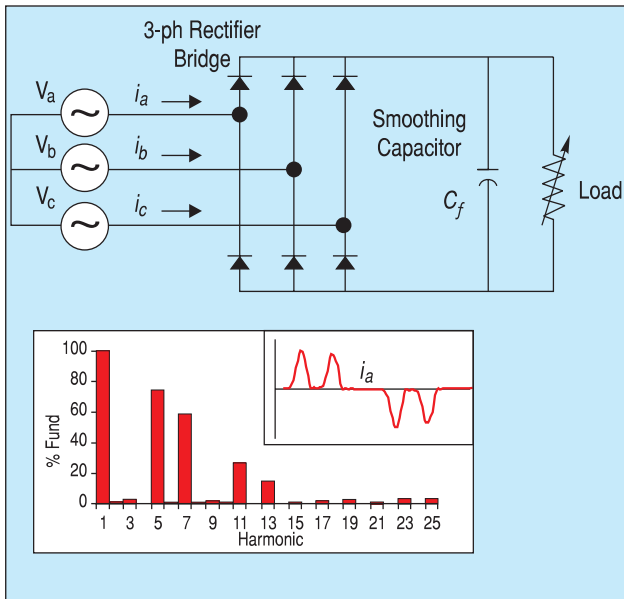 3-ph Rectifier
Bridge
Va
ia
Vb
ib
Vc
ic
Smoothing
Capacitor
Cf
Load
100
80
60
40
20
0
% Fund
ia
1 3 5 7 9 11 13 15 17 19 21 23 25
Harmonic